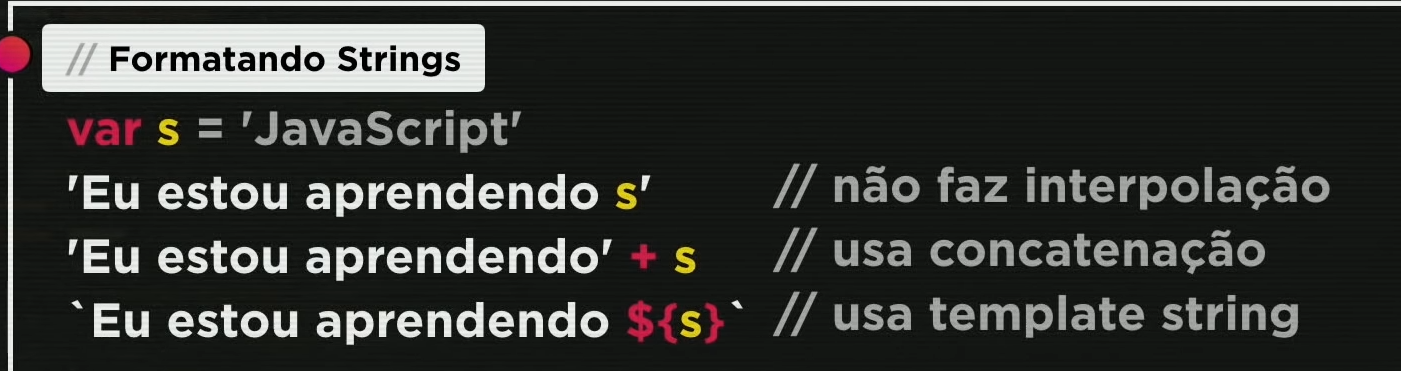 // Formatando Strings
var s = 'JavaScript'
'Eu estou aprendendo s' // não faz interpolação
'Eu estou aprendendo' + s // usa concatenação
`Eu estou aprendendo ${s}` // usa template string